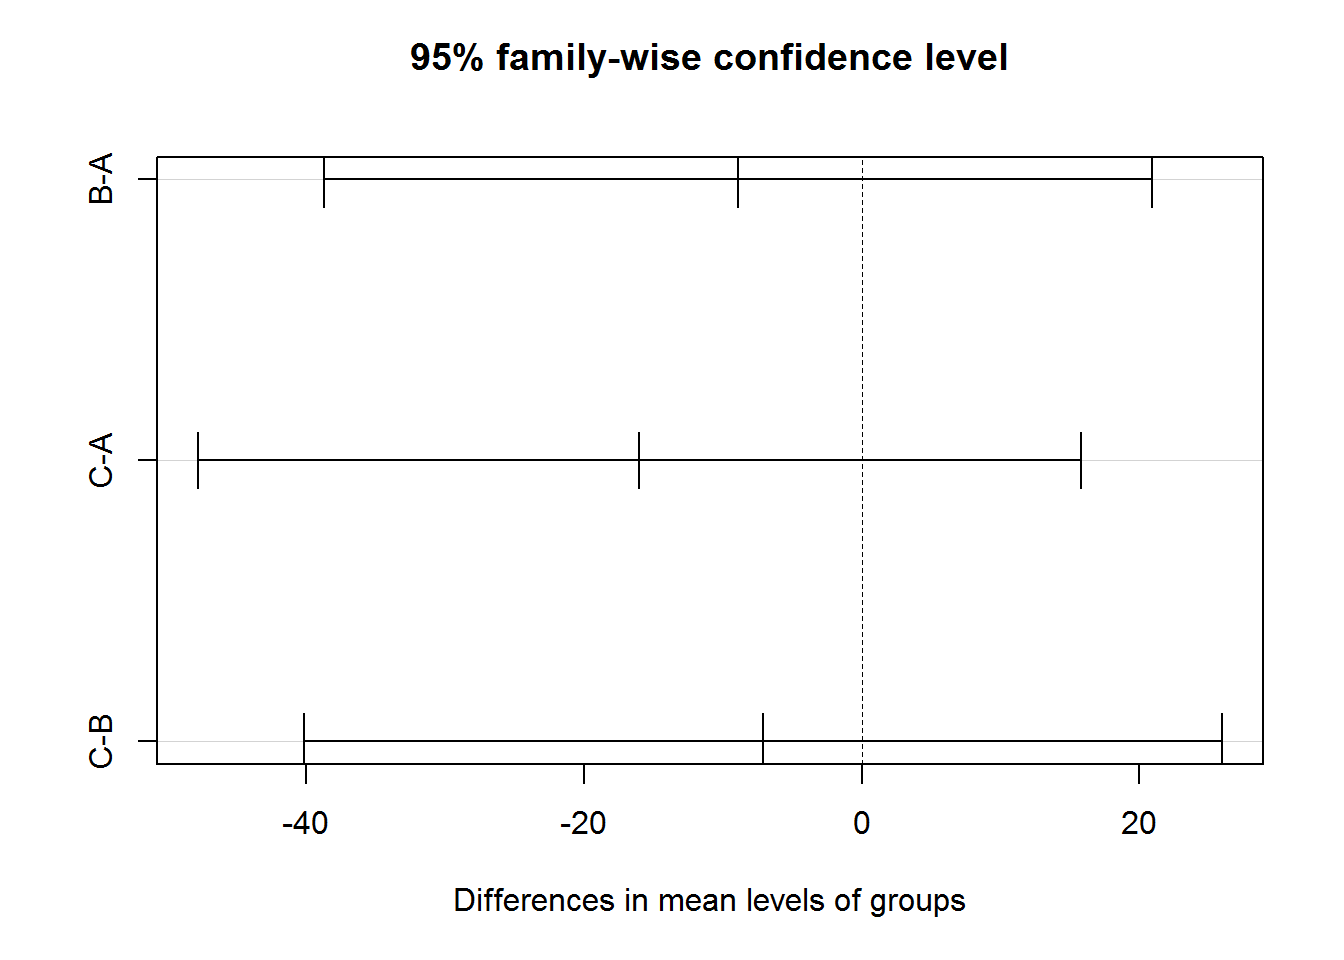 95% family-wise confidence level
B-A
C-A
C-B
-40 -20 0 20
Differences in mean levels of groups